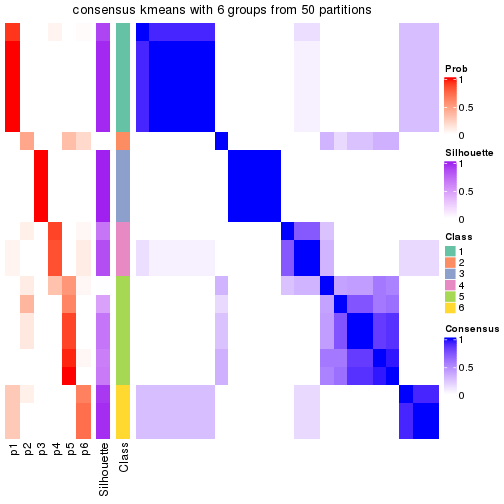 consensus kmeans with 6 groups from 50 partitions
Prob
1
0.5
0
Silhouette
1
0.5
0
Class
1
2
3
4
5
6
Consensus
1
0.5
0
p1
p2
p3
p4
p5
p6
Silhouette
Class